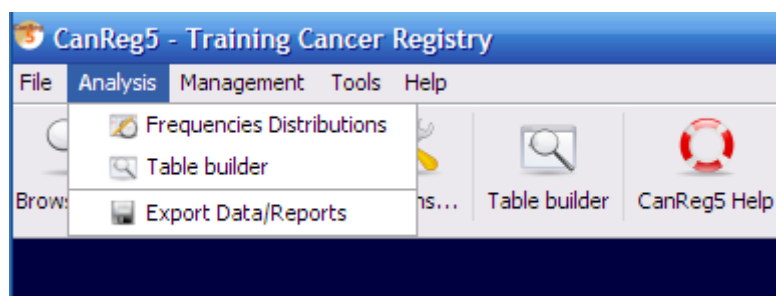 CanReg5 - Training Cancer Registry
File Analysis Management Tools Help
Frequencies Distributions
Table builder
Export Data/Reports
Table builder CanReg5 Help